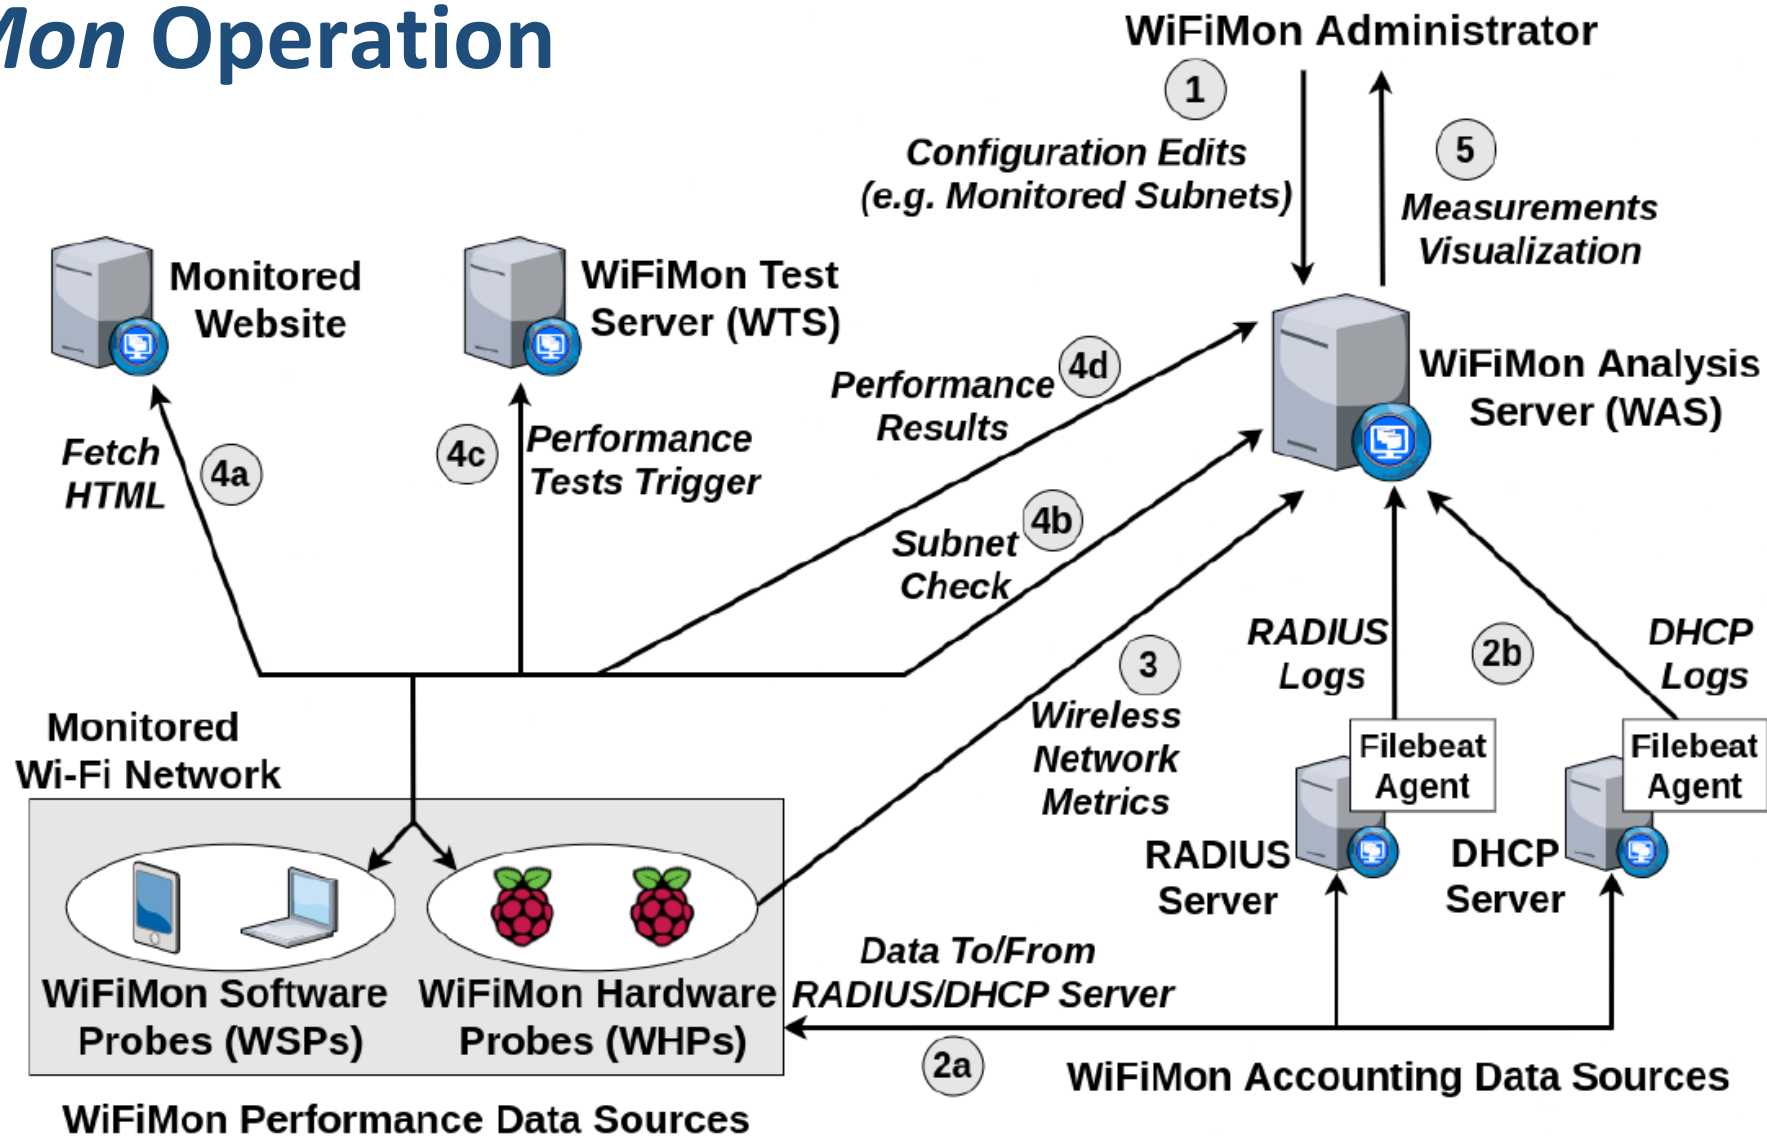 Mon Operation
WiFiMon Administrator
1
Configuration Edits
(e.g. Monitored Subnets)
5
Measurements
Visualization
Monitored
Website
WiFiMon Test
Server (WTS)
WiFiMon Analysis
Server (WAS)
Fetch
HTML
4a
4c
Performance
Tests Trigger
Performance
Results
4d
Subnet
Check
4b
3
Wireless
Network
Metrics
RADIUS
Logs
2b
DHCP
Logs
Filebeat
Agent
Filebeat
Agent
RADIUS
Server
DHCP
Server
Monitored
Wi-Fi Network
WiFiMon Software
Probes (WSPs)
WiFiMon Hardware
Probes (WHPs)
Data To/From
RADIUS/DHCP Server
2a
WiFiMon Accounting Data Sources
WiFiMon Performance Data Sources